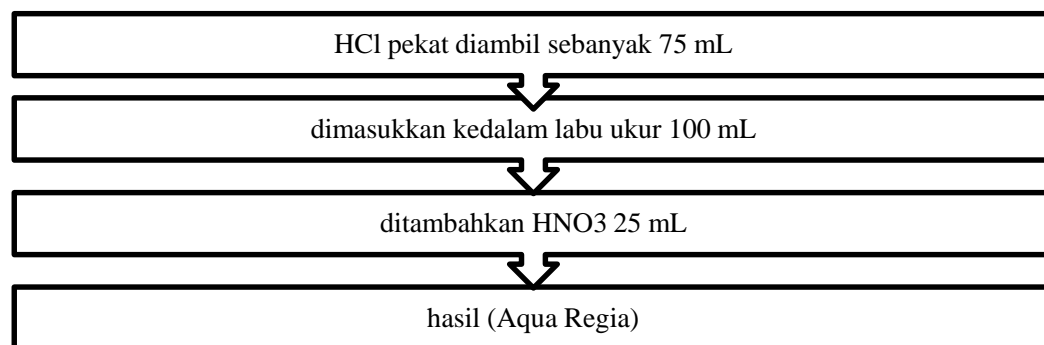 HCl pekat diambil sebanyak 75 mL
dimasukkan kedalam labu ukur 100 mL
ditambahkan HNO3 25 mL
hasil (Aqua Regia)